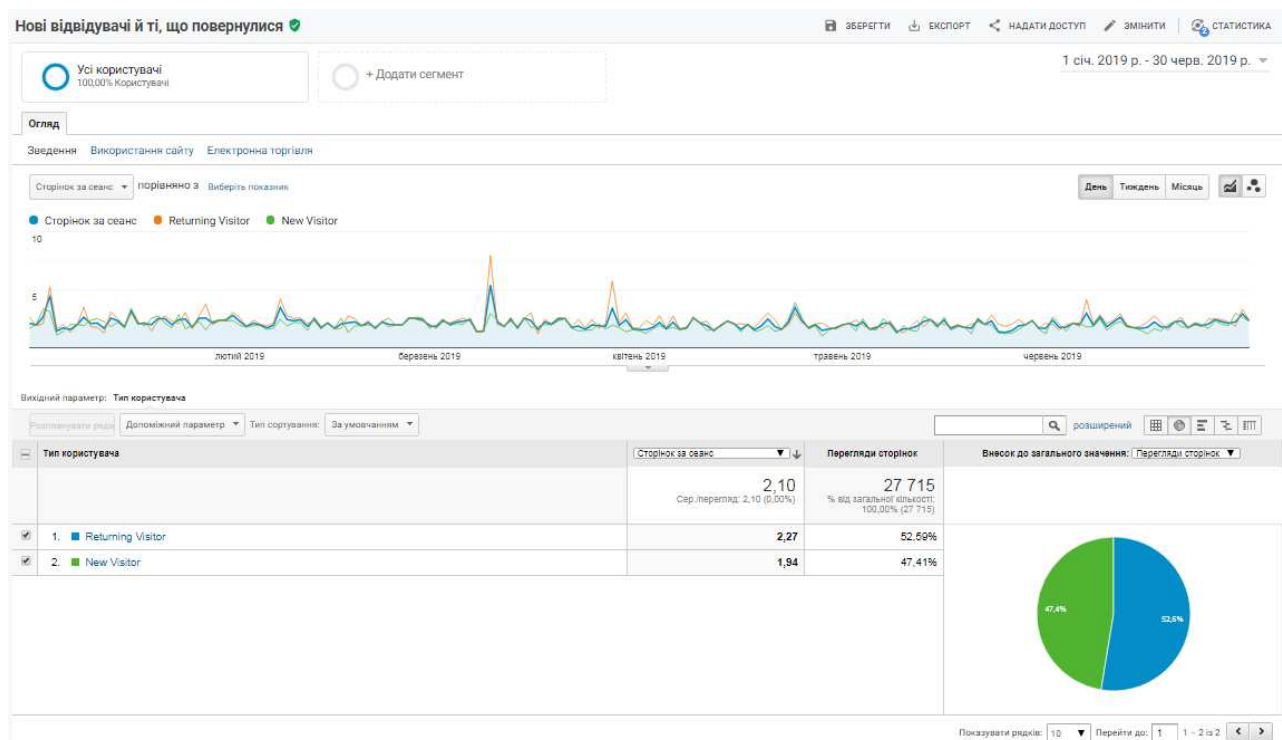 Нові відвідувачі й ті, що повернулися
ЗБЕРЕГТИ ЕКСПОРТ НАДАТИ ДОСТУП ЗМІНИТИ СТАТИСТИКА
2
Усі користувачі
100,00% Користувачі
+ Додати сегмент
1 січ. 2019 р. - 30 черв. 2019 р.
Огляд
Зведення Використання сайту Електронна торгівля
Сторінок за сеанс порівняно з Виберіть показник
День Тиждень Місяць
Сторінок за сеанс Returning Visitor New Visitor
10
5
лютий 2019 березень 2019 квітень 2019 травень 2019 червень 2019
Вихідний параметр: Тип користувача
Допоміжний параметр Тип сортування: За умовчанням
розширений
Тип користувача Сторінок за сеанс Перегляди сторінок Внесок до загального значення: Перегляди сторінок
2,10 27 715
Сер./перегляд: 2,10 (0,00%) % від загальної кількості:
100,00% (27 715)
1. Returning Visitor 2,27 52,59%
2. New Visitor 1,94 47,41%
47,4%
52,6%
Показувати рядків: 10 Перейти до: 1 1 - 2 із 2